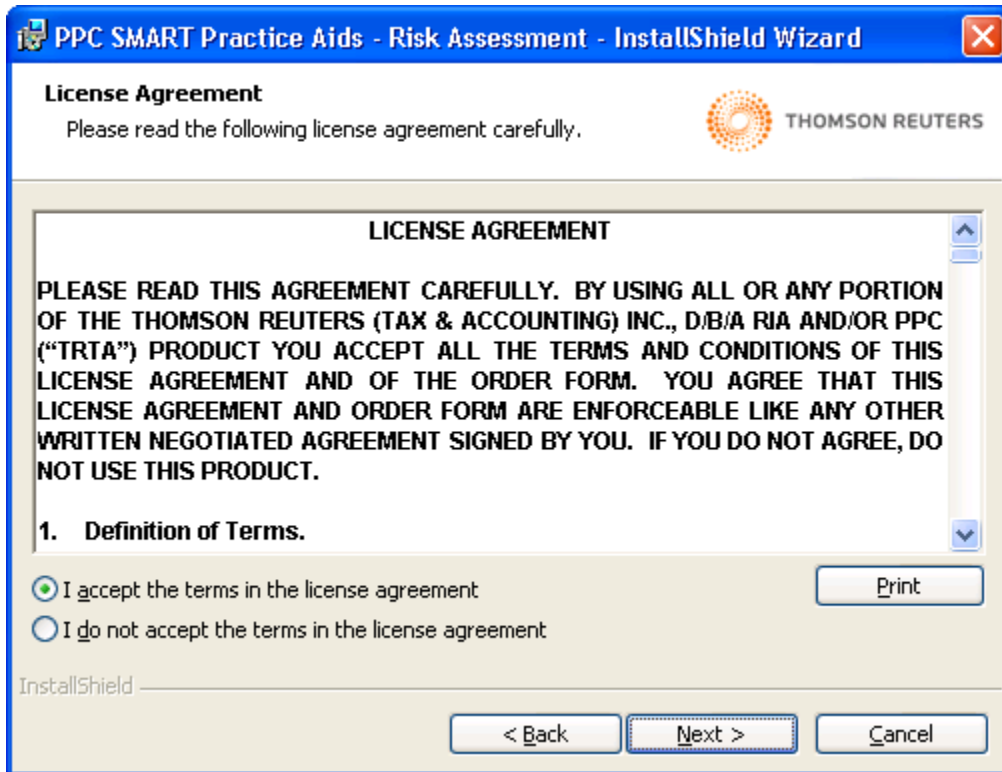 PPC SMART Practice Aids - Risk Assessment - InstallShield Wizard
License Agreement
Please read the following license agreement carefully.
THOMSON REUTERS
LICENSE AGREEMENT
PLEASE READ THIS AGREEMENT CAREFULLY.  BY USING ALL OR ANY PORTION
OF THE THOMSON REUTERS (TAX & ACCOUNTING) INC., D/B/A RIA AND/OR PPC
(“TRTA”) PRODUCT YOU ACCEPT ALL THE TERMS AND CONDITIONS OF THIS
LICENSE AGREEMENT AND OF THE ORDER FORM.  YOU AGREE THAT THIS
LICENSE AGREEMENT AND ORDER FORM ARE ENFORCEABLE LIKE ANY OTHER
WRITTEN NEGOTIATED AGREEMENT SIGNED BY YOU.  IF YOU DO NOT AGREE, DO
NOT USE THIS PRODUCT.
1. Definition of Terms.
I accept the terms in the license agreement
Print
I do not accept the terms in the license agreement
InstallShield
< Back
Next >
Cancel